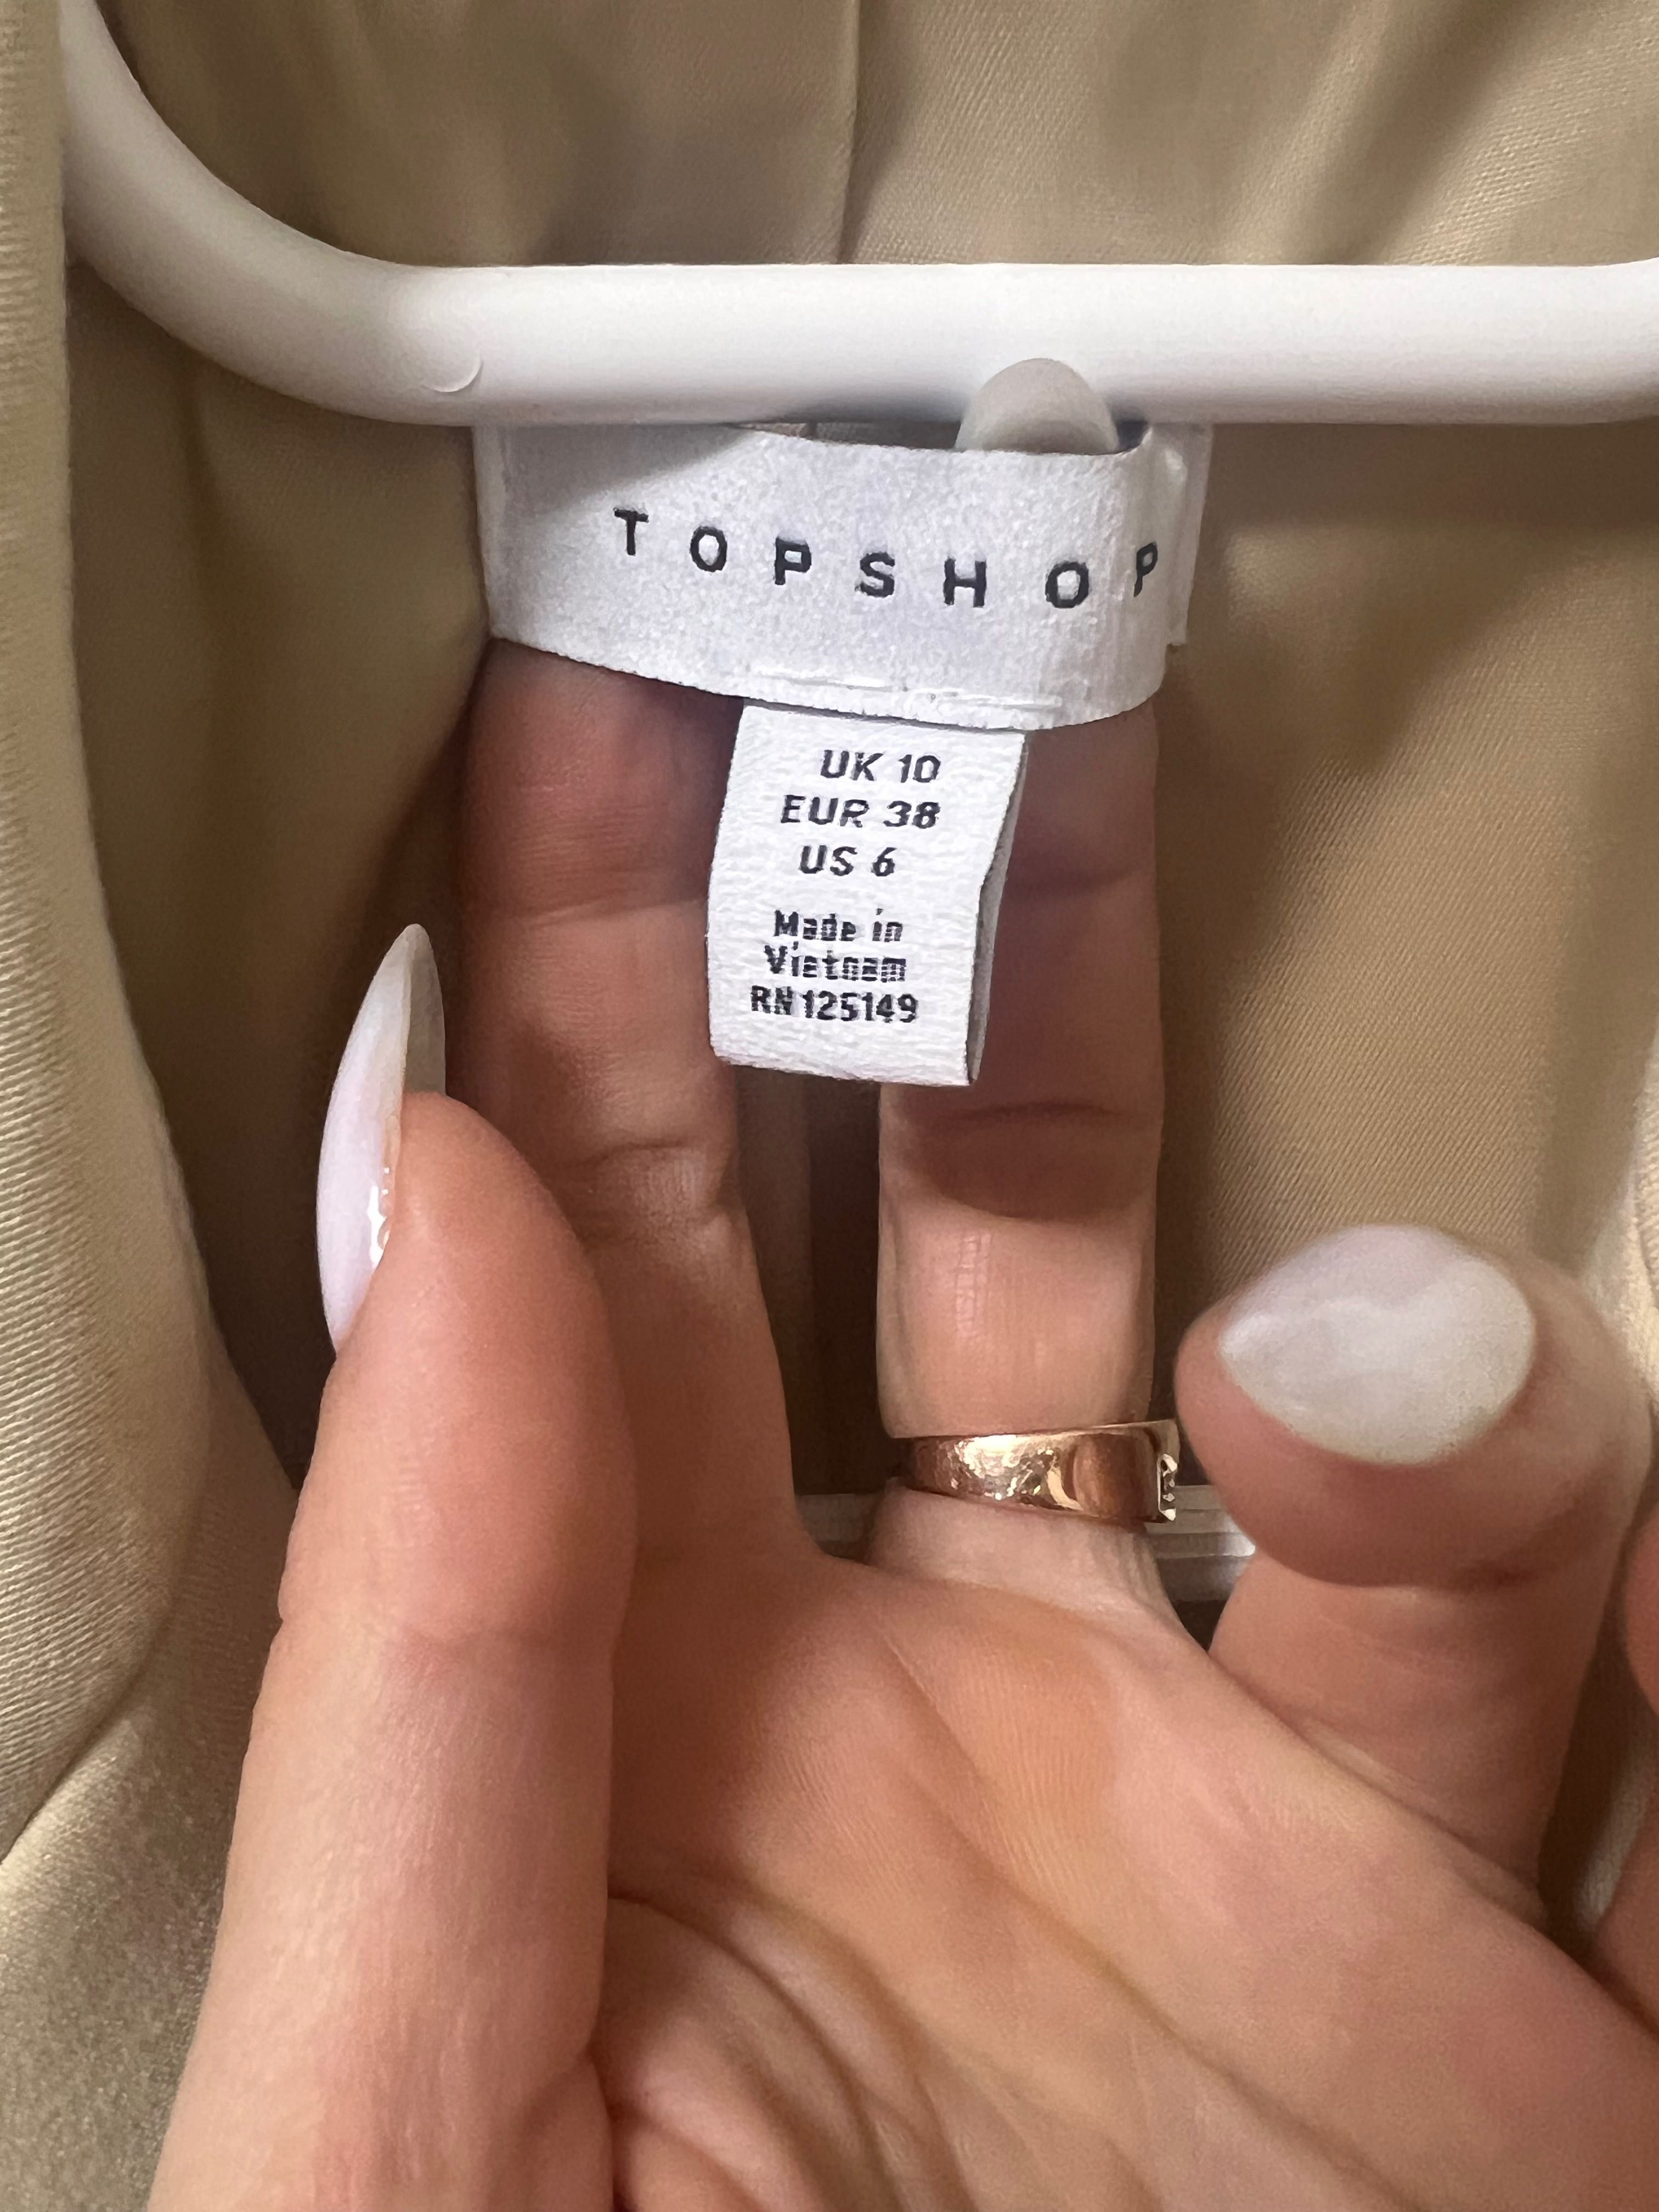 TOPSHOP
UK 10
EUR 38
US 6
Made in
Vietnam
RN 125149